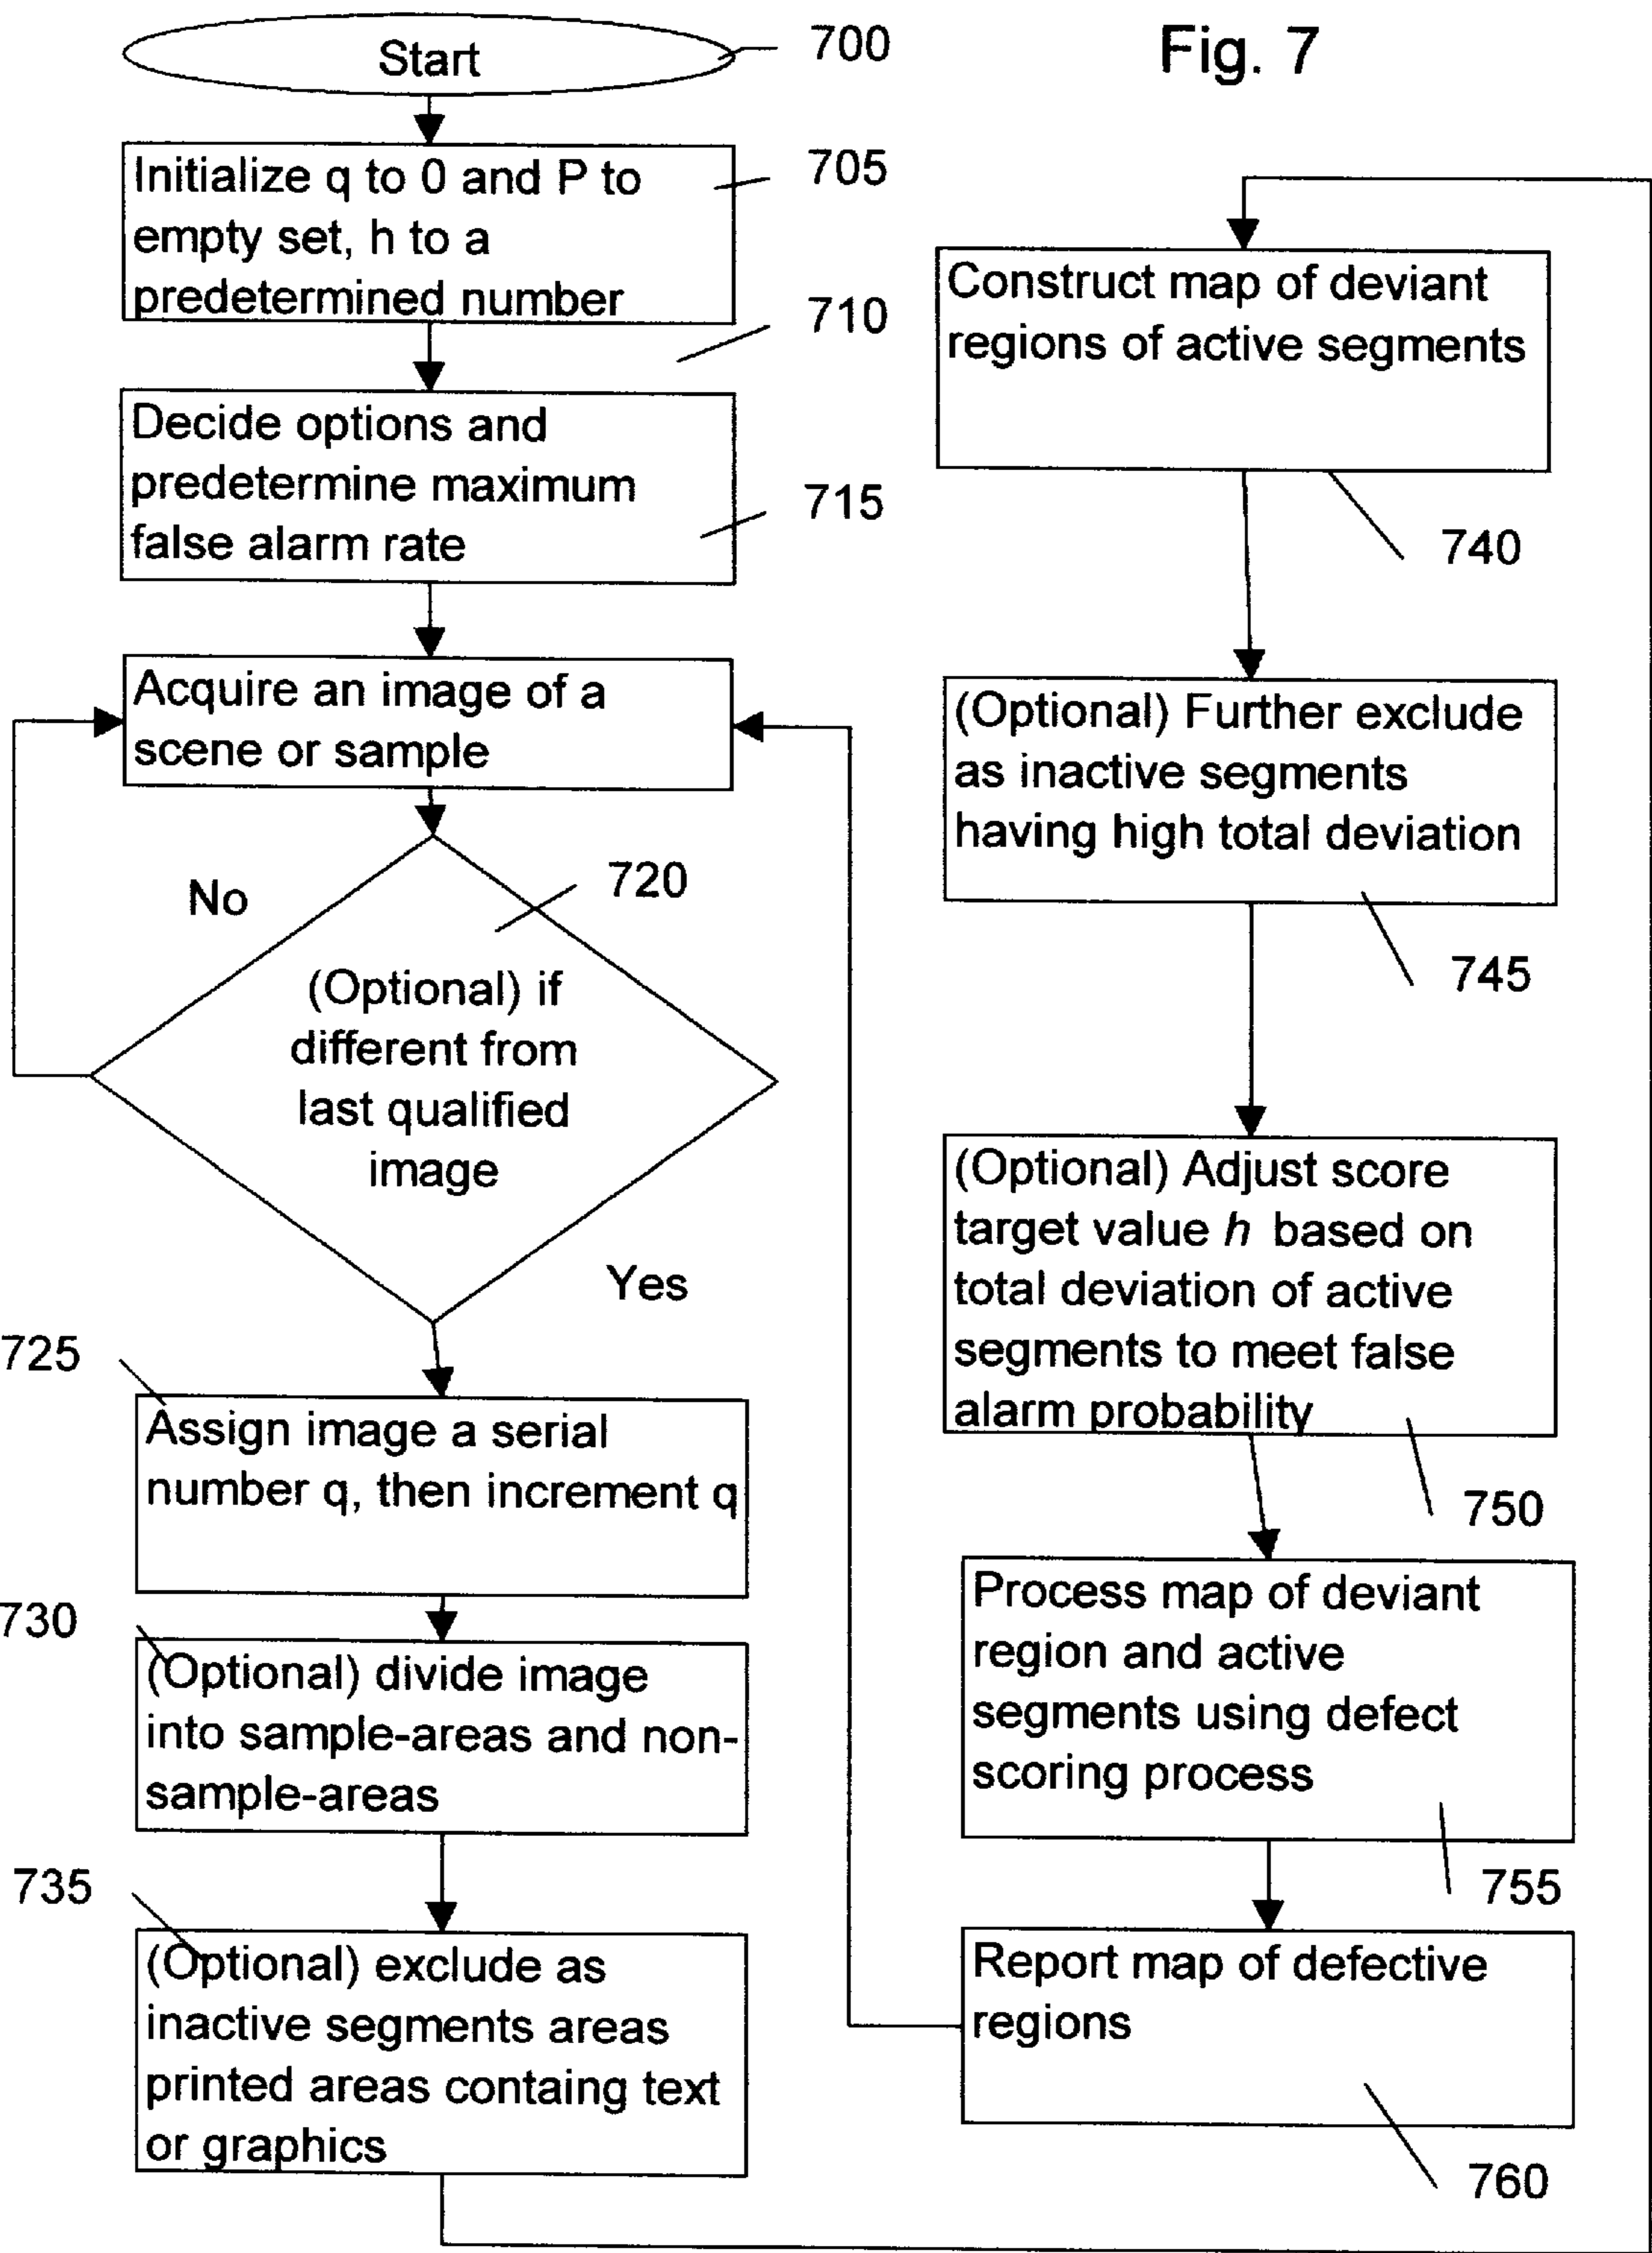 Fig. 7
Start
700
Initialize q to 0 and P to
empty set, h to a
predetermined number
705
710
Decide options and
predetermine maximum
false alarm rate
715
Acquire an image of a
scene or sample
No
720
(Optional) if
different from
last qualified
image
Yes
725
Assign image a serial
number q, then increment q
730
(Optional) divide image
into sample-areas and non-
sample-areas
735
(Optional) exclude as
inactive segments areas
printed areas containg text
or graphics
Construct map of deviant
regions of active segments
740
(Optional) Further exclude
as inactive segments
having high total deviation
745
(Optional) Adjust score
target value h based on
total deviation of active
segments to meet false
alarm probability
750
Process map of deviant
region and active
segments using defect
scoring process
755
Report map of defective
regions
760